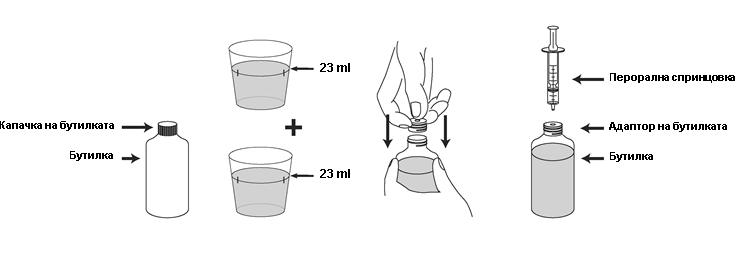 Капачка на бутилката
Бутилка
23 ml
+
23 ml
Перорална спринцовка
Адаптор на бутилката
Бутилка